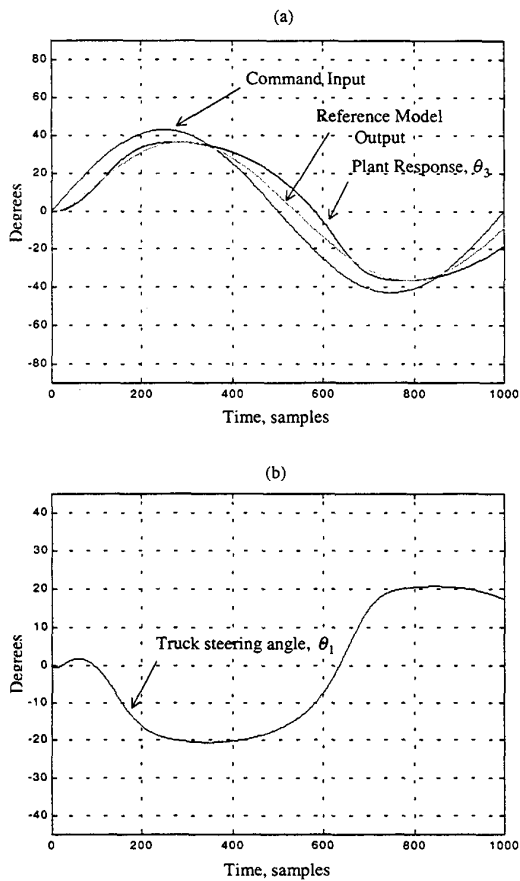 (a)
80
60
40
20
0
-20
-40
-60
-80
Degrees
Command Input
Reference Model
Output
Plant Response, θ3
0
200
400
600
800
1000
Time, samples
(b)
40
30
20
10
0
-10
-20
-30
-40
Degrees
Truck steering angle, θ1
0
200
400
600
800
1000
Time, samples